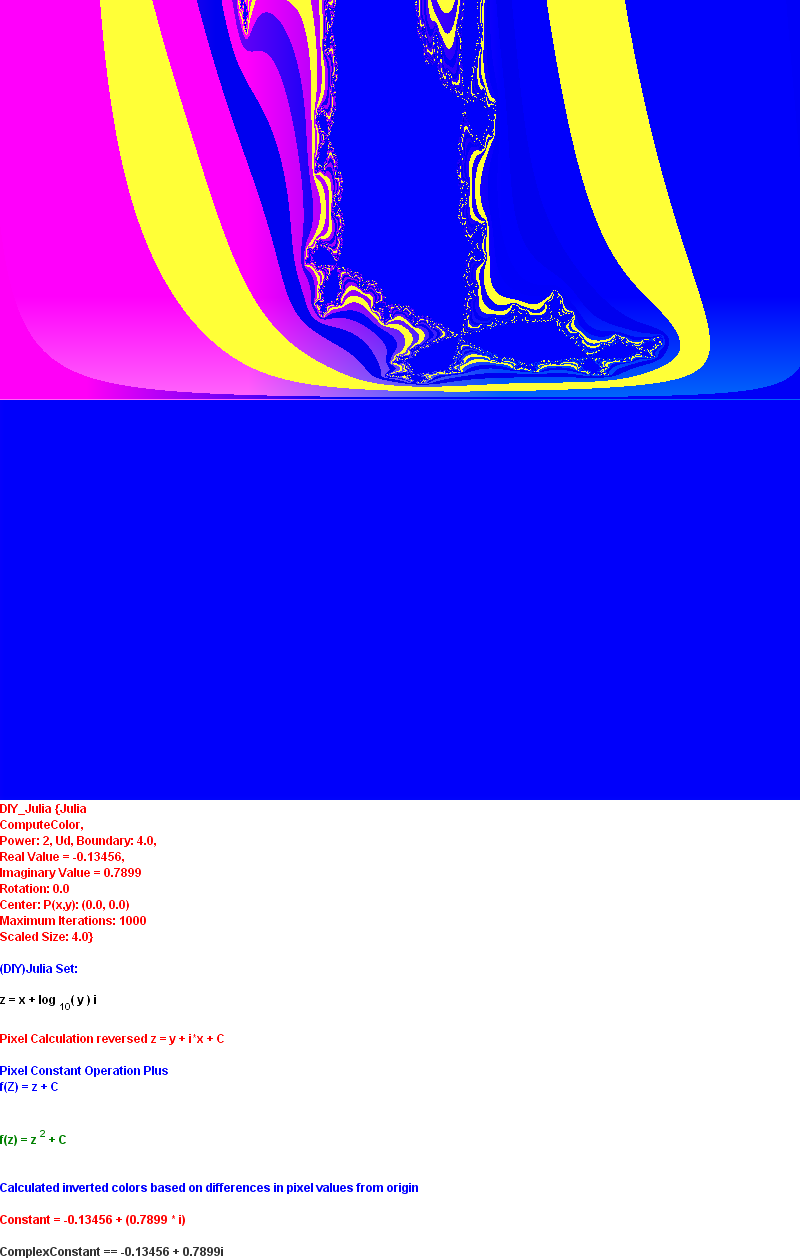 DIY_Julia {Julia
ComputeColor,
Power: 2, Ud, Boundary: 4.0,
Real Value = -0.13456,
Imaginary Value = 0.7899
Rotation: 0.0
Center: P(x,y): (0.0, 0.0)
Maximum Iterations: 1000
Scaled Size: 4.0}
(DIY)Julia Set:
z = x + log 10( y ) i
Pixel Calculation reversed z = y + i*x + C
Pixel Constant Operation Plus
f(Z) = z + C
f(z) = z 2 + C
Calculated inverted colors based on differences in pixel values from origin
Constant = -0.13456 + (0.7899 * i)
ComplexConstant == -0.13456 + 0.7899i